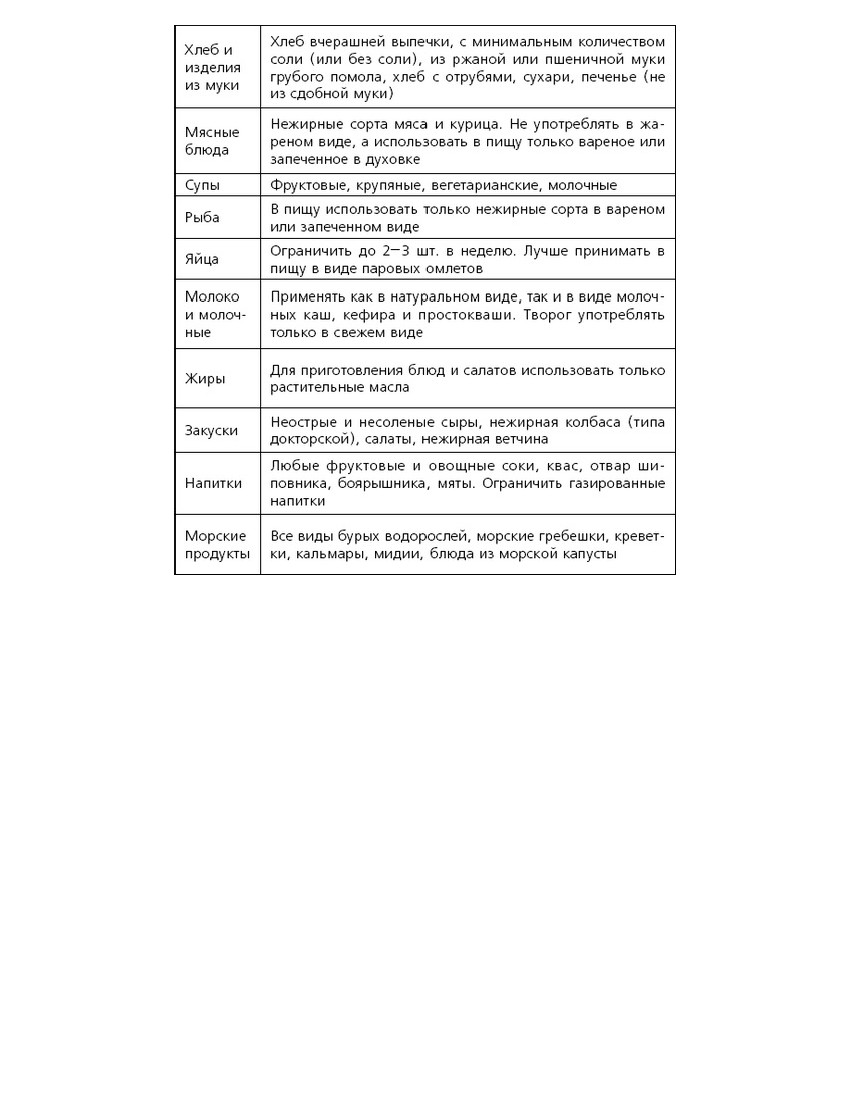 Хлеб и
изделия
из муки
Хлеб вчерашней выпечки, с минимальным количеством
соли (или без соли), из ржаной или пшеничной муки
грубого помола, хлеб с отрубями, сухари, печенье (не
из сдобной муки)
Мясные
блюда
Нежирные сорта мяса и курица. Не употреблять в жа-
реном виде, а использовать в пищу только вареное или
запеченное в духовке
Супы
Фруктовые, крупяные, вегетарианские, молочные
Рыба
В пищу использовать только нежирные сорта в вареном
или запеченном виде
Яйца
Ограничить до 2—3 шт. в неделю. Лучше принимать в
пищу в виде паровых омлетов
Молоко
и молоч-
ные
Применять как в натуральном виде, так и в виде молоч-
ных каш, кефира и простокваши. Творог употреблять
только в свежем виде
Жиры
Для приготовления блюд и салатов использовать только
растительные масла
Закуски
Неострые и несоленые сыры, нежирная колбаса (типа
докторской), салаты, нежирная ветчина
Напитки
Любые фруктовые и овощные соки, квас, отвар ши-
повника, боярышника, мяты. Ограничить газированные
напитки
Морские
продукты
Все виды бурых водорослей, морские гребешки, кревет-
ки, кальмары, мидии, блюда из морской капусты